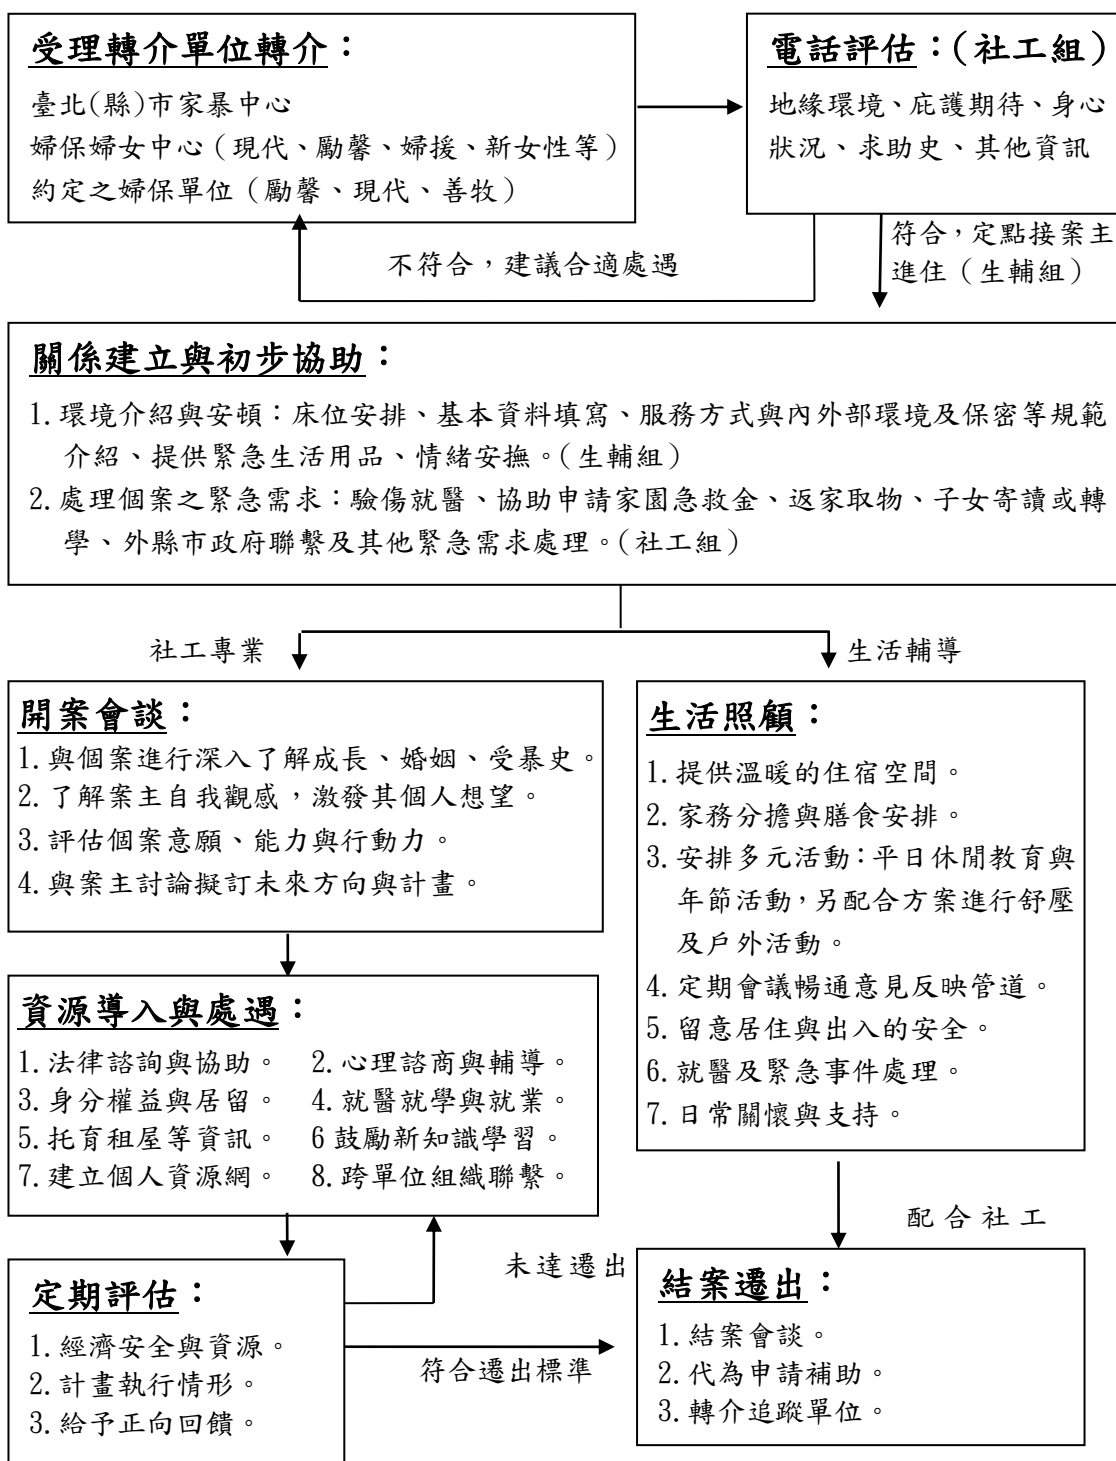 受理轉介單位轉介：
臺北(縣)市家暴中心
婦保婦女中心（現代、勵馨、婦援、新女性等）
約定之婦保單位（勵馨、現代、善牧）
電話評估：(社工組)
地緣環境、庇護期待、身心
狀況、求助史、其他資訊
不符合，建議合適處遇
符合，定點接案主
進住（生輔組）
關係建立與初步協助：
1.環境介紹與安頓：床位安排、基本資料填寫、服務方式與內外部環境及保密等規範
介紹、提供緊急生活用品、情緒安撫。(生輔組)
2.處理個案之緊急需求：驗傷就醫、協助申請家園急救金、返家取物、子女寄讀或轉
學、外縣市政府聯繫及其他緊急需求處理。(社工組)
社工專業
生活輔導
開案會談：
1.與個案進行深入了解成長、婚姻、受暴史。
2.了解案主自我觀感，激發其個人想望。
3.評估個案意願、能力與行動力。
4.與案主討論擬訂未來方向與計畫。
生活照顧：
1.提供溫暖的住宿空間。
2.家務分擔與膳食安排。
3.安排多元活動：平日休閒教育與
年節活動，另配合方案進行舒壓
及戶外活動。
4.定期會議暢通意見反映管道。
5.留意居住與出入的安全。
6.就醫及緊急事件處理。
7.日常關懷與支持。
資源導入與處遇：
1.法律諮詢與協助。 2.心理諮商與輔導。
3.身分權益與居留。 4.就醫就學與就業。
5.托育租屋等資訊。 6 鼓勵新知識學習。
7.建立個人資源網。 8.跨單位組織聯繫。
配合社工
未達遷出
定期評估：
1.經濟安全與資源。
2.計畫執行情形。
3.給予正向回饋。
符合遷出標準
結案遷出：
1.結案會談。
2.代為申請補助。
3.轉介追蹤單位。